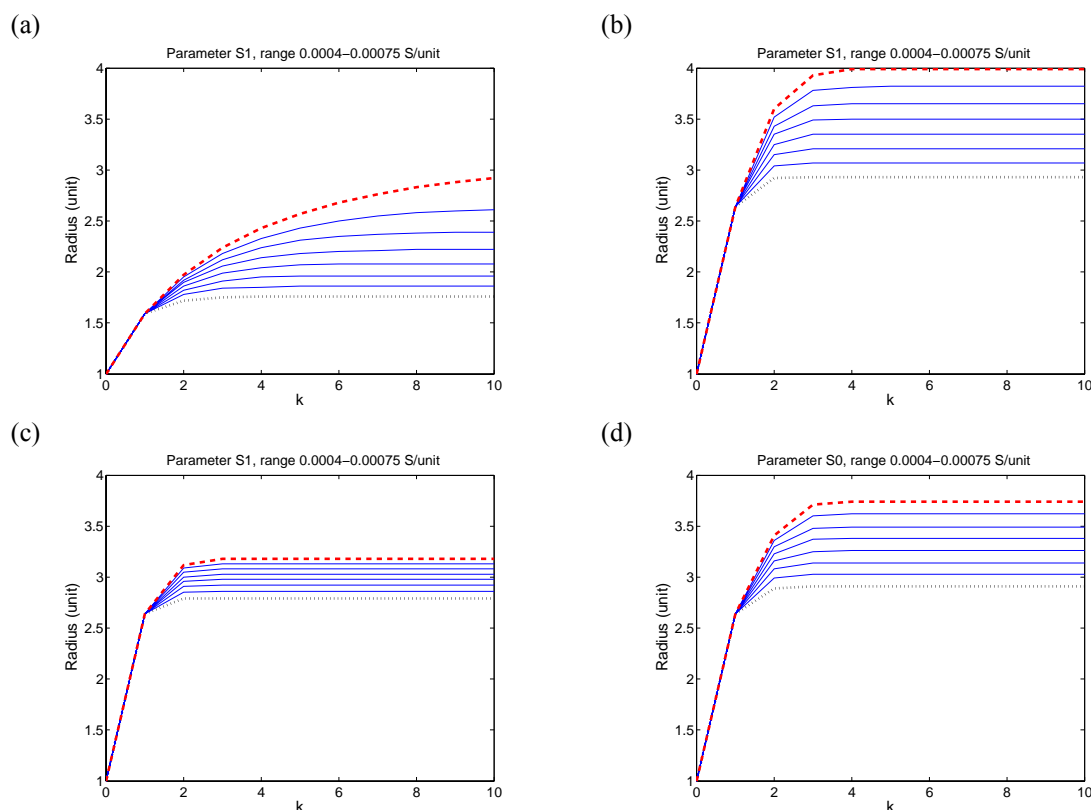 (a)
Parameter S1, range 0.0004−0.00075 S/unit
4
3.5
3
2.5
2
1.5
1
Radius (unit)
0 2 4 6 8 10
k
(b)
Parameter S1, range 0.0004−0.00075 S/unit
4
3.5
3
2.5
2
1.5
1
Radius (unit)
0 2 4 6 8 10
k
(c)
Parameter S1, range 0.0004−0.00075 S/unit
4
3.5
3
2.5
2
1.5
1
Radius (unit)
0 2 4 6 8 10
k
(d)
Parameter S0, range 0.0004−0.00075 S/unit
4
3.5
3
2.5
2
1.5
1
Radius (unit)
0 2 4 6 8 10
k